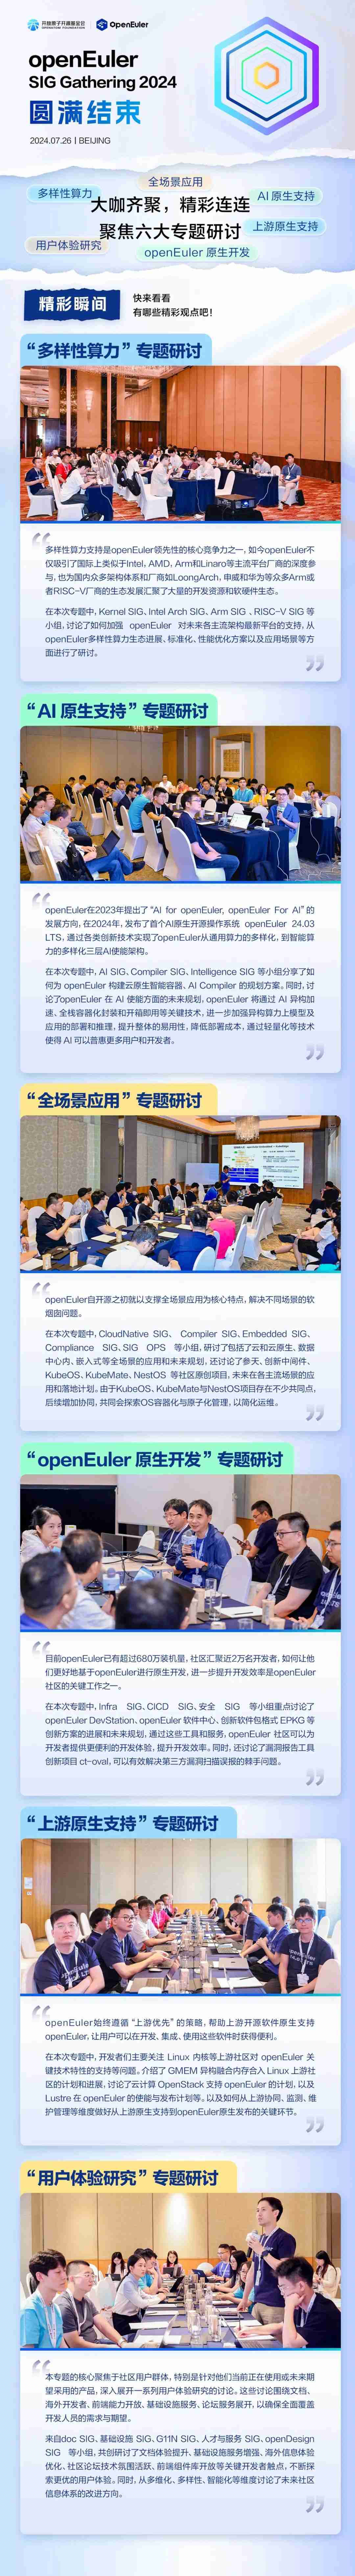 开放原子开源基金会
OPENATOM FOUNDATION
openEuler
openEuler
SIG Gathering 2024
圆满结束
2024.07.26 | BEIJING
全场景应用
多样性算力
AI 原生支持
大咖齐聚，精彩连连
聚焦六大专题研讨
上游原生支持
用户体验研究
openEuler 原生开发
精彩瞬间
快来看看
有哪些精彩观点吧！
“多样性算力”专题研讨
多样性算力支持是openEuler领先性的核心竞争力之一，如今openEuler不
仅吸引了国际上类似于Intel，AMD，Arm和Linaro等主流平台厂商的深度参
与，也为国内众多架构体系和厂商如LoongArch，申威和华为等众多Arm或
者RISC-V厂商的生态发展汇聚了大量的开发资源和软硬件生态。
在本次专题中，Kernel SIG、Intel Arch SIG、Arm SIG 、RISC-V SIG 等
小组，讨论了如何加强 openEuler 对未来各主流架构最新平台的支持，从
openEuler多样性算力生态进展、标准化、性能优化方案以及应用场景等方
面进行了研讨。
“AI 原生支持”专题研讨
openEuler在2023年提出了“AI for openEuler, openEuler For AI”的
发展方向，在2024年，发布了首个AI原生开源操作系统 openEuler 24.03
LTS，通过各类创新技术实现了openEuler从通用算力的多样化，到智能算
力的多样化三层AI使能架构。
在本次专题中，AI SIG、Compiler SIG、Intelligence SIG 等小组分享了如
何为 openEuler 构建云原生智能容器、AI Compiler 的规划方案。同时，讨
论了openEuler 在 AI 使能方面的未来规划，openEuler 将通过 AI 异构加
速、全栈容器化封装和开箱即用等关键技术，进一步加强异构算力上模型及
应用的部署和推理，提升整体的易用性，降低部署成本，通过轻量化等技术
使得 AI 可以普惠更多用户和开发者。
“全场景应用”专题研讨
openEuler自开源之初就以支撑全场景应用为核心特点，解决不同场景的软
烟囱问题。
在本次专题中，CloudNative SIG、 Compiler SIG、Embedded SIG、
Compliance SIG、SIG OPS 等小组，研讨了包括了云和云原生、数据
中心内、嵌入式等全场景的应用和未来规划，还讨论了参天、创新中间件、
KubeOS、KubeMate、NestOS 等社区原创项目，未来在各主流场景的应
用和落地计划。由于KubeOS、KubeMate与NestOS项目存在不少共同点，
后续增加协同，共同会探索OS容器化与原子化管理，以简化运维。
“openEuler 原生开发”专题研讨
目前openEuler已有超过680万装机量，社区汇聚近2万名开发者，如何让他
们更好地基于openEuler进行原生开发，进一步提升开发效率是openEuler
社区的关键工作之一。
在本次专题中，Infra SIG、CICD SIG、安全 SIG 等小组重点讨论了
openEuler DevStation、openEuler 软件中心、创新软件包格式 EPKG 等
创新方案的进展和未来规划，通过这些工具和服务，openEuler 社区可以为
开发者提供更便利的开发体验，提升开发效率。同时，还讨论了漏洞报告工具
创新项目 ct-oval，可以有效解决第三方漏洞扫描误报的棘手问题。
“上游原生支持”专题研讨
openEuler始终遵循“上游优先”的策略，帮助上游开源软件原生支持
openEuler，让用户可以在开发、集成、使用这些软件时获得便利。
在本次专题中，开发者们主要关注 Linux 内核等上游社区对 openEuler 关
键技术特性的支持等问题。介绍了 GMEM 异构融合内存合入 Linux 上游社
区的计划和进展，讨论了云计算 OpenStack 支持 openEuler 的计划，以及
Lustre 在 openEuler 的使能与发布计划等。以及如何从上游协同、监测、维
护管理等维度做好从上游原生支持到openEuler原生发布的关键环节。
“用户体验研究”专题研讨
本专题的核心聚焦于社区用户群体，特别是针对他们当前正在使用或未来期
望采用的产品，深入展开一系列用户体验研究的讨论。这些讨论围绕文档、
海外开发者、前端能力开放、基础设施服务、论坛服务展开，以确保全面覆盖
开发人员的需求与期望。
来自doc SIG、基础设施 SIG、G11N SIG、人才与服务 SIG、openDesign
SIG 等小组，共创研讨了文档体验提升、基础设施服务增强、海外信息体验
优化、社区论坛技术氛围活跃、前端组件库开放等关键开发者触点，不断探
索更优的用户体验。同时，从多维化、多样性、智能化等维度讨论了未来社区
信息体系的改进方向。